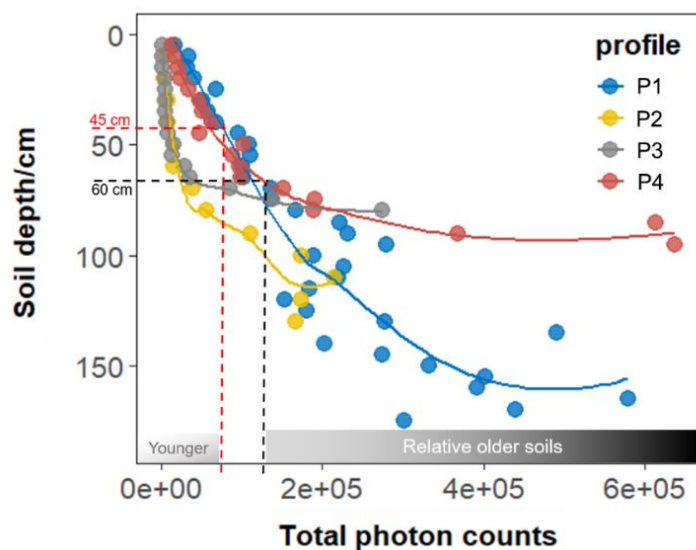 profile
P1
P2
P3
P4
0
50
100
150
45 cm
60 cm
Soil depth/cm
Younger
Relative older soils
0e+00
2e+05
4e+05
6e+05
Total photon counts